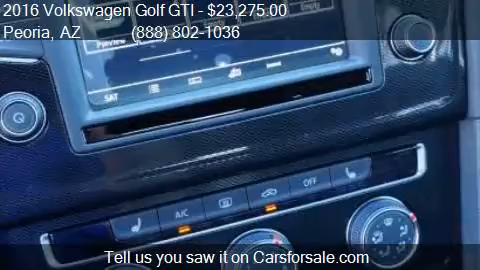 2016 Volkswagen Golf GTI - $23,275.00
Peoria, AZ (888) 802-1036
Preview
Empty
SAT
A/C
OFF
Tell us you saw it on Carsforsale.com